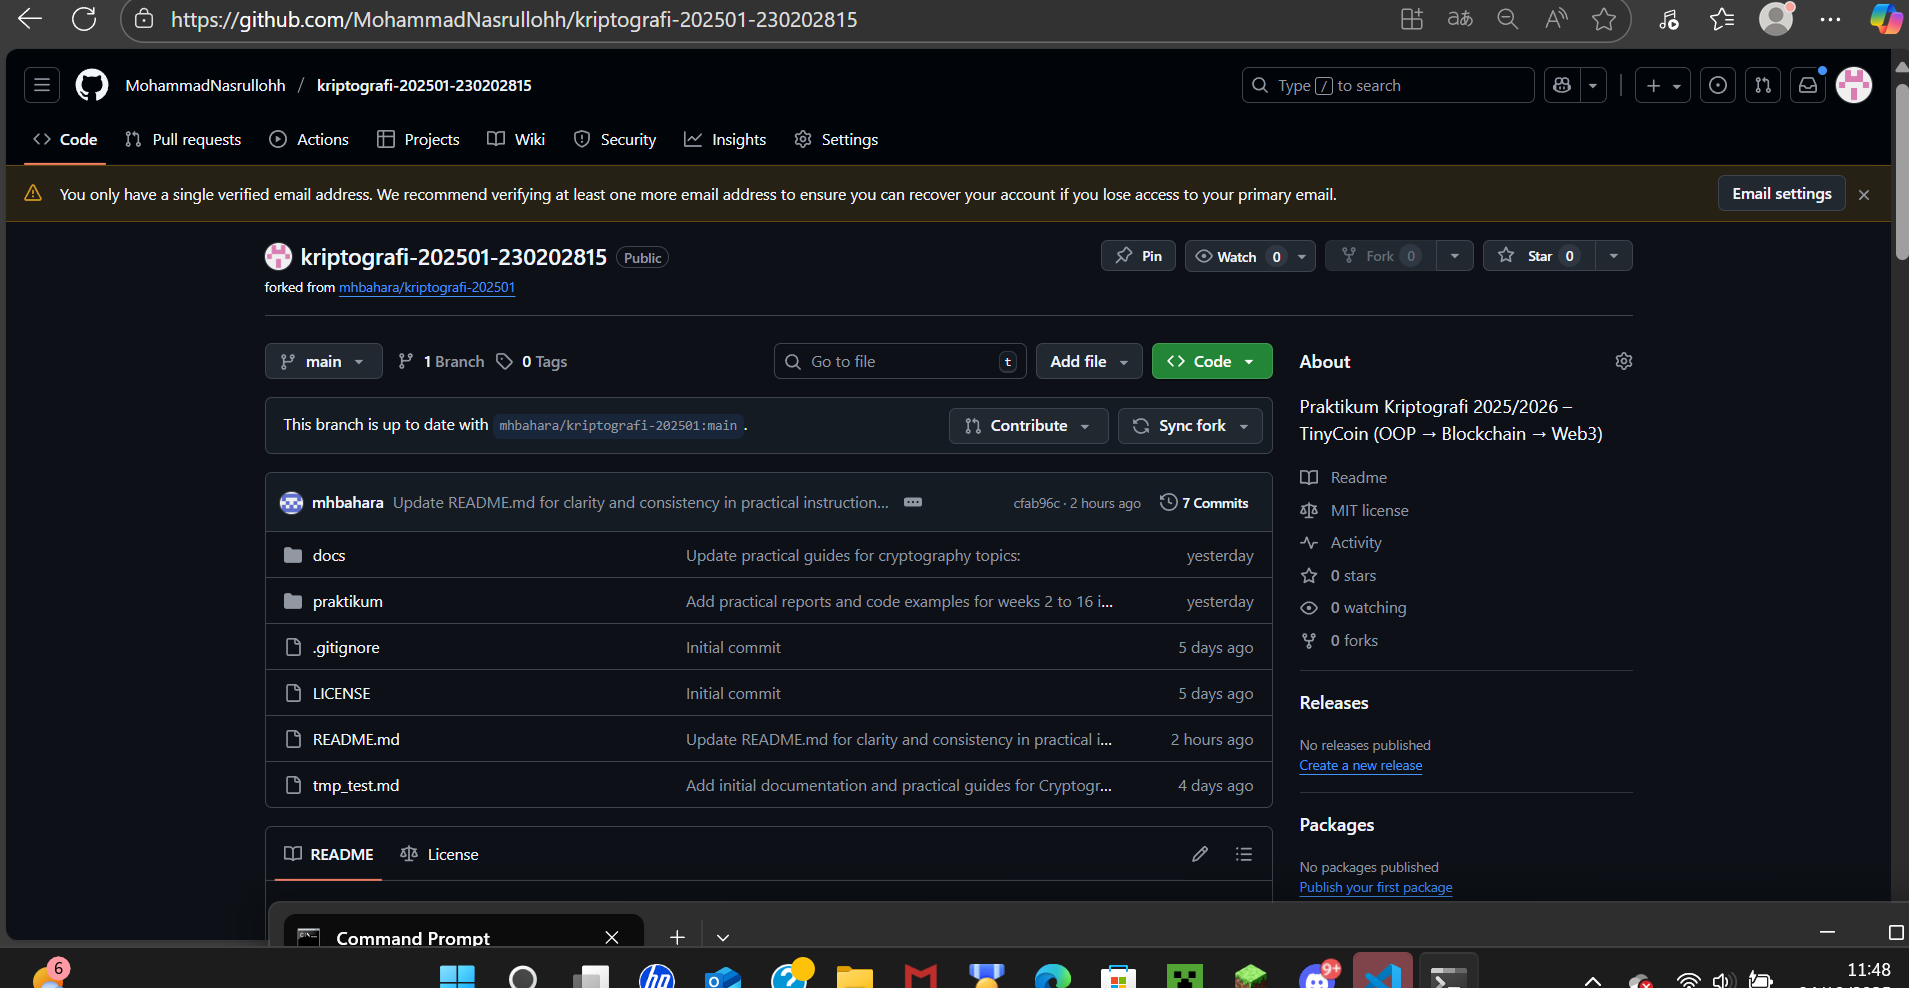 https://github.com/MohammadNasrullohh/kriptografi-202501-230202815
MohammadNasrullohh / kriptografi-202501-230202815
Type / to search
Code Pull requests Actions Projects Wiki Security Insights Settings
You only have a single verified email address. We recommend verifying at least one more email address to ensure you can recover your account if you lose access to your primary email.
Email settings
kriptografi-202501-230202815 Public
Pin Watch 0 Fork 0 Star 0
forked from mhbahara/kriptografi-202501
main 1 Branch 0 Tags
Go to file t
Add file
Code
This branch is up to date with mhbahara/kriptografi-202501:main .
Contribute Sync fork
mhbahara Update README.md for clarity and consistency in practical instruction... cfab96c · 2 hours ago 7 Commits
docs Update practical guides for cryptography topics: yesterday
praktikum Add practical reports and code examples for weeks 2 to 16 i... yesterday
.gitignore Initial commit 5 days ago
LICENSE Initial commit 5 days ago
README.md Update README.md for clarity and consistency in practical i... 2 hours ago
tmp_test.md Add initial documentation and practical guides for Cryptogr... 4 days ago
README License
About
Praktikum Kriptografi 2025/2026 –
TinyCoin (OOP → Blockchain → Web3)
Readme
MIT license
Activity
0 stars
0 watching
0 forks
Releases
No releases published
Create a new release
Packages
No packages published
Publish your first package
Command Prompt
6
hp
9+
11:48